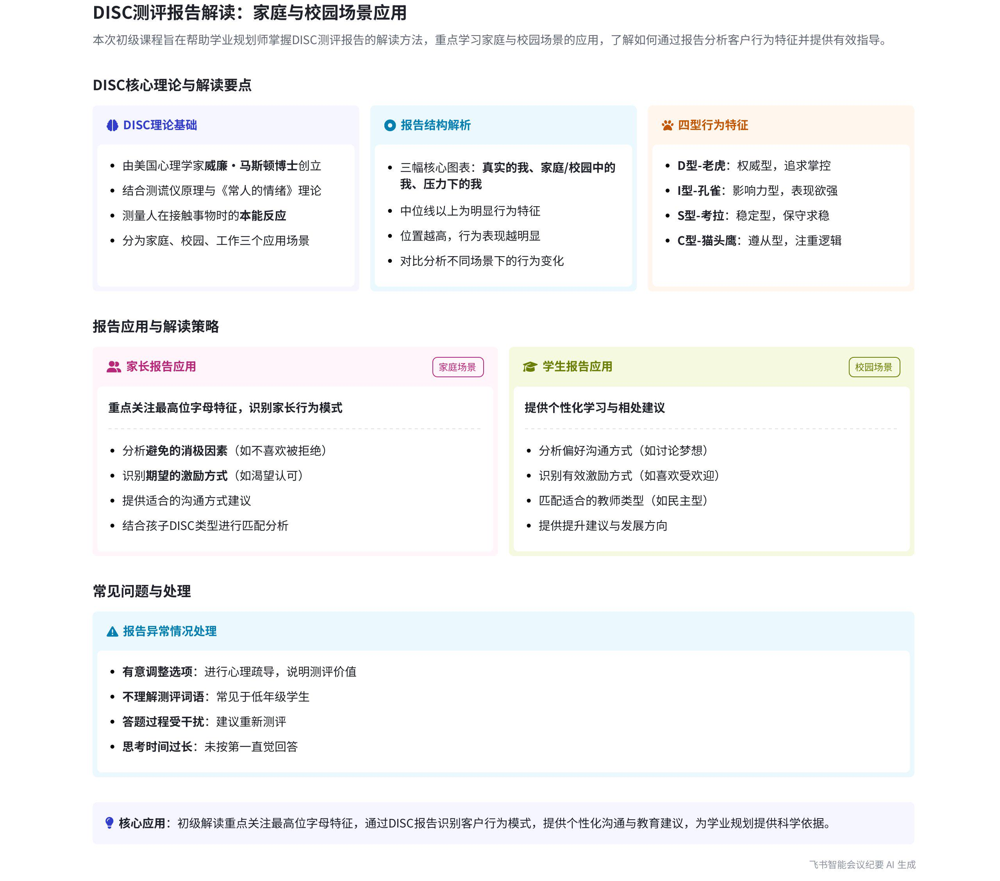 DISC测评报告解读：家庭与校园场景应用
本次初级课程旨在帮助学业规划师掌握DISC测评报告的解读方法，重点学习家庭与校园场景的应用，了解如何通过报告分析客户行为特征并提供有效指导。
DISC核心理论与解读要点
DISC理论基础
由美国心理学家威廉·马斯顿博士创立
结合测谎仪原理与《常人的情绪》理论
测量人在接触事物时的本能反应
分为家庭、校园、工作三个应用场景
报告结构解析
三幅核心图表：真实的我、家庭/校园中的
我、压力下的我
中位线以上为明显行为特征
位置越高，行为表现越明显
对比分析不同场景下的行为变化
四型行为特征
D型-老虎：权威型，追求掌控
I型-孔雀：影响力型，表现欲强
S型-考拉：稳定型，保守求稳
C型-猫头鹰：遵从型，注重逻辑
报告应用与解读策略
家长报告应用
家庭场景
重点关注最高位字母特征，识别家长行为模式
分析避免的消极因素（如不喜欢被拒绝）
识别期望的激励方式（如渴望认可）
提供适合的沟通方式建议
结合孩子DISC类型进行匹配分析
学生报告应用
校园场景
提供个性化学习与相处建议
分析偏好沟通方式（如讨论梦想）
识别有效激励方式（如喜欢受欢迎）
匹配适合的教师类型（如民主型）
提供提升建议与发展方向
常见问题与处理
报告异常情况处理
有意调整选项：进行心理疏导，说明测评价值
不理解测评词语：常见于低年级学生
答题过程受干扰：建议重新测评
思考时间过长：未按第一直觉回答
核心应用：初级解读重点关注最高位字母特征，通过DISC报告识别客户行为模式，提供个性化沟通与教育建议，为学业规划提供科学依据。
飞书智能会议纪要 AI 生成